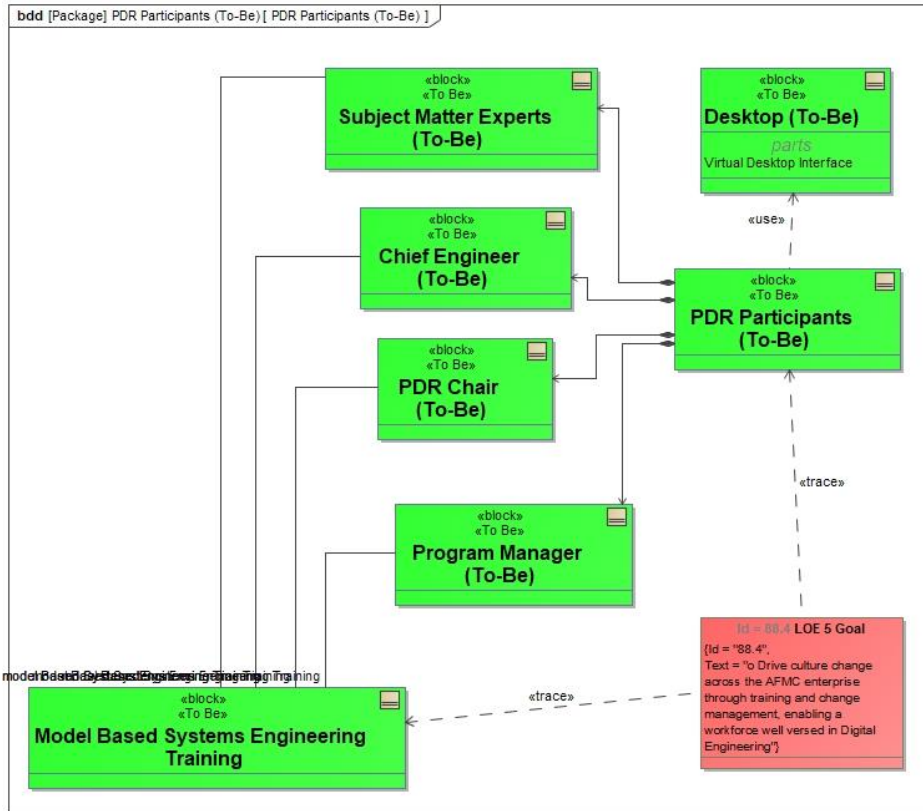 bdd [Package] PDR Participants (To-Be) [ PDR Participants (To-Be) ]
«block»
«To Be»
Subject Matter Experts
(To-Be)
«block»
«To Be»
Desktop (To-Be)
parts
Virtual Desktop Interface
«use»
«block»
«To Be»
Chief Engineer
(To-Be)
«block»
«To Be»
PDR Participants
(To-Be)
«block»
«To Be»
PDR Chair
(To-Be)
«trace»
«block»
«To Be»
Program Manager
(To-Be)
Id = 88.4 LOE 5 Goal
{Id = "88.4",
Text = "o Drive culture change
across the AFMC enterprise
through training and change
management, enabling a
workforce well versed in Digital
Engineering"}
«trace»
Training
«block»
«To Be»
Model Based Systems Engineering
Training